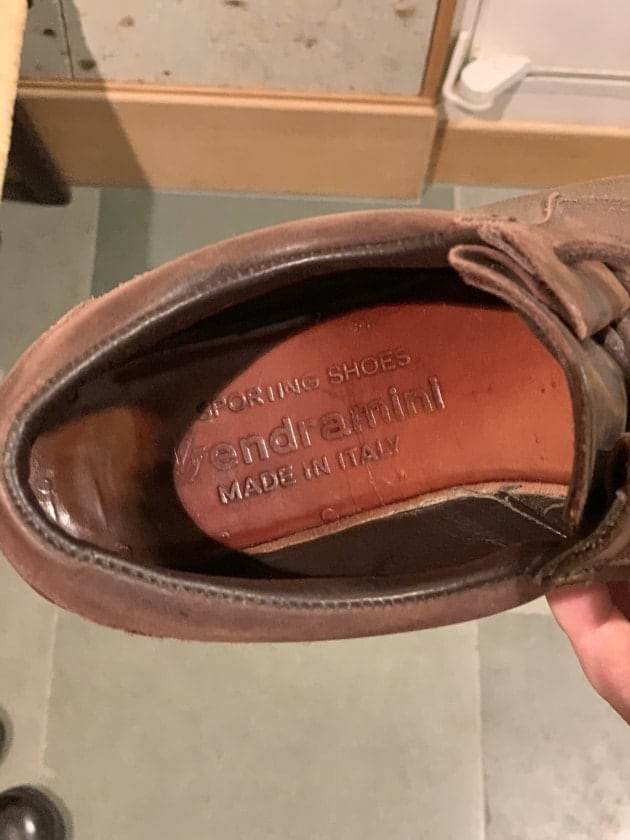 SPORTING SHOES
vendramini
MADE IN ITALY